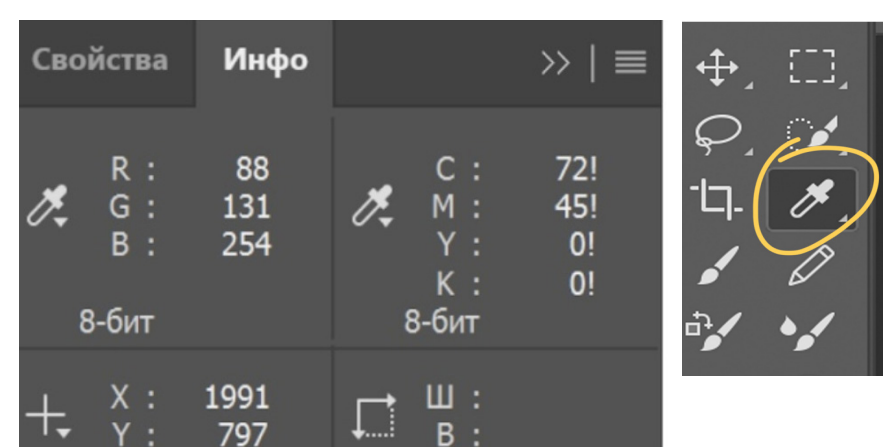 Свойства Инфо
R : 88
G : 131
B : 254
8-бит
C : 72!
M : 45!
Y : 0!
K : 0!
8-бит
X : 1991
Y : 797
Ш :
В :